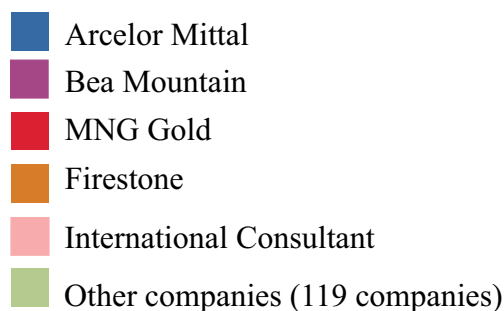 Arcelor Mittal
Bea Mountain
MNG Gold
Firestone
International Consultant
Other companies (119 companies)